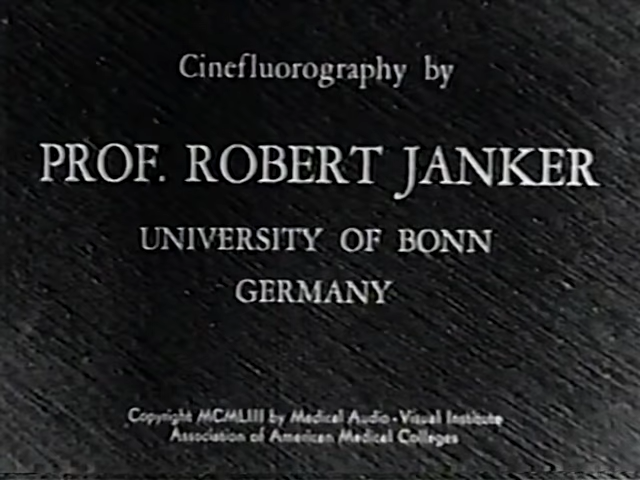 Cinefluorography by
PROF. ROBERT JANKER
UNIVERSITY OF BONN
GERMANY
Copyright MCMLIII by Medical Audio-Visual Institute
Association of American Medical Colleges